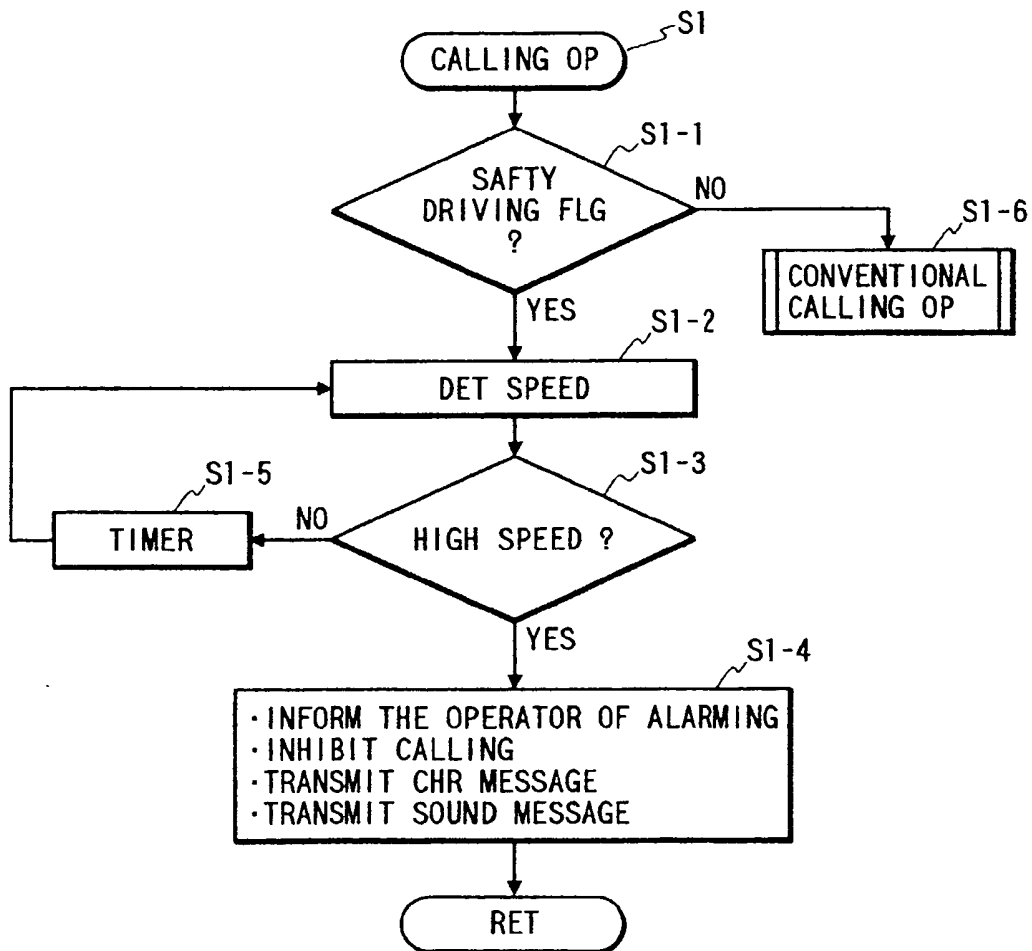 S1
CALLING OP
S1-1
SAFTY
DRIVING FLG
?
NO
S1-6
CONVENTIONAL
CALLING OP
YES
S1-2
DET SPEED
S1-3
HIGH SPEED ?
NO
S1-5
TIMER
YES
S1-4
·INFORM THE OPERATOR OF ALARMING
·INHIBIT CALLING
·TRANSMIT CHR MESSAGE
·TRANSMIT SOUND MESSAGE
RET